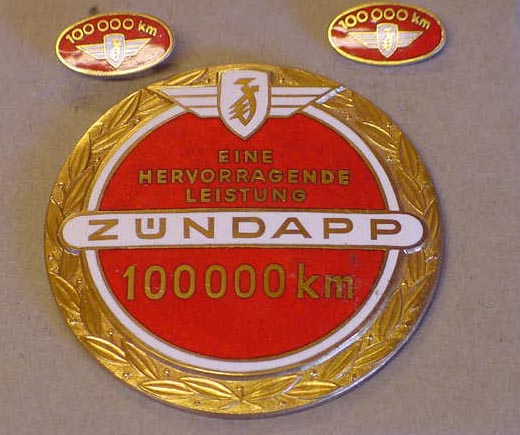 100 000 km
100 000 km
EINE
HERVORRAGENDE
LEISTUNG
ZÜNDAPP
100000 km